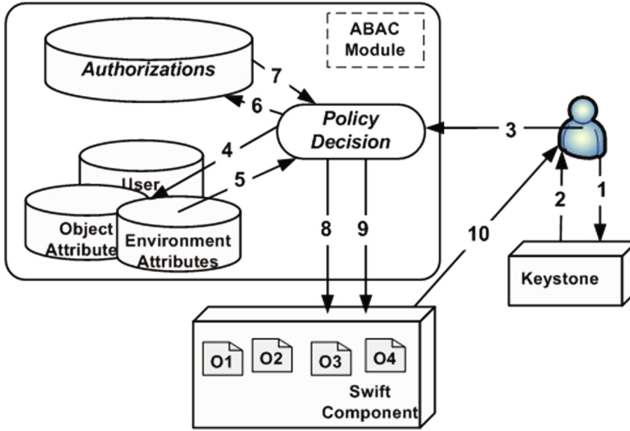 ABAC
Module
Authorizations
7
6
Policy
Decision
3
4
5
User
Object
Attribute
Environment
Attributes
8
9
10
2
1
Keystone
O1
O2
O3
O4
Swift
Component